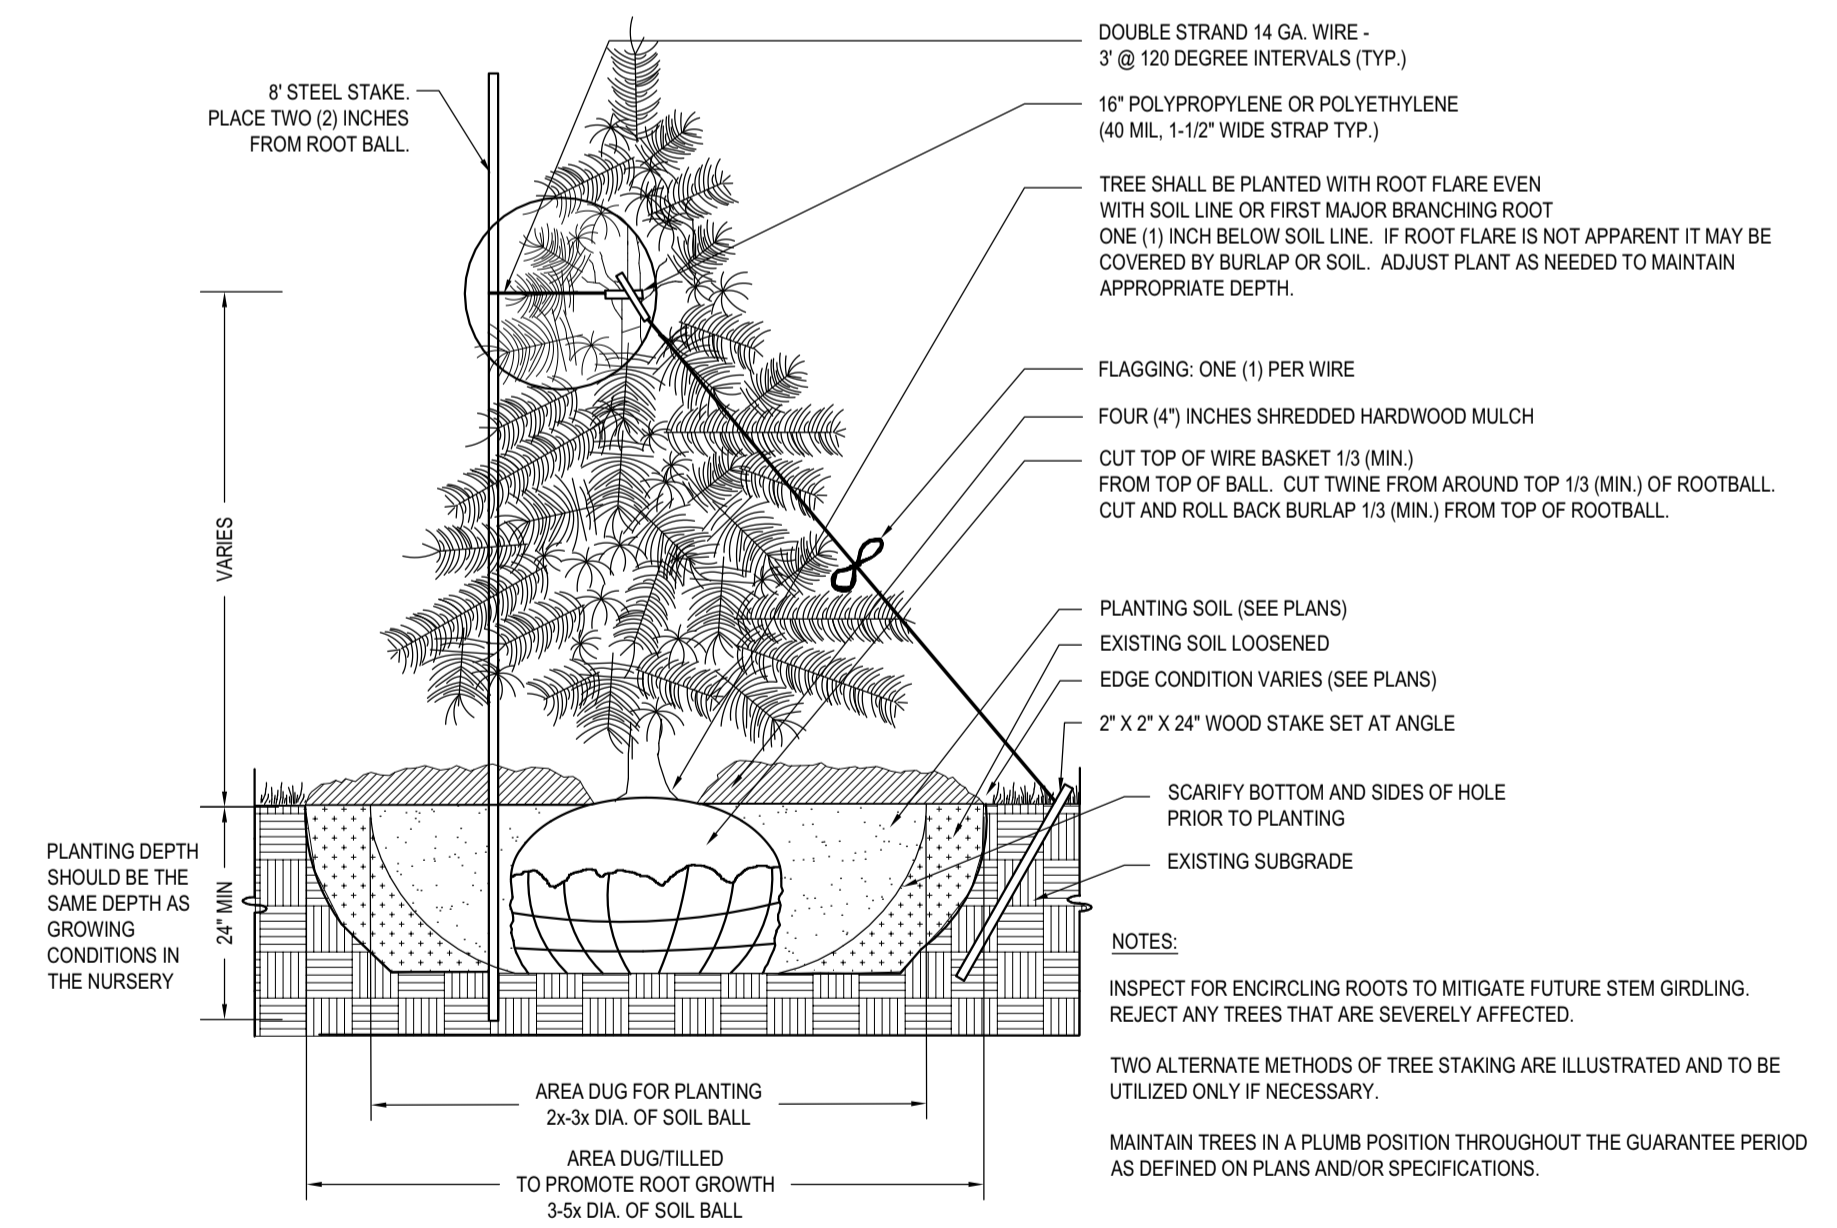 8' STEEL STAKE.
PLACE TWO (2) INCHES
FROM ROOT BALL.
VARIES
PLANTING DEPTH
SHOULD BE THE
SAME DEPTH AS
GROWING
CONDITIONS IN
THE NURSERY
24" MIN
DOUBLE STRAND 14 GA. WIRE -
3' @ 120 DEGREE INTERVALS (TYP.)
16" POLYPROPYLENE OR POLYETHYLENE
(40 MIL, 1-1/2" WIDE STRAP TYP.)
TREE SHALL BE PLANTED WITH ROOT FLARE EVEN
WITH SOIL LINE OR FIRST MAJOR BRANCHING ROOT
ONE (1) INCH BELOW SOIL LINE. IF ROOT FLARE IS NOT APPARENT IT MAY BE
COVERED BY BURLAP OR SOIL. ADJUST PLANT AS NEEDED TO MAINTAIN
APPROPRIATE DEPTH.
FLAGGING: ONE (1) PER WIRE
FOUR (4") INCHES SHREDDED HARDWOOD MULCH
CUT TOP OF WIRE BASKET 1/3 (MIN.)
FROM TOP OF BALL. CUT TWINE FROM AROUND TOP 1/3 (MIN.) OF ROOTBALL.
CUT AND ROLL BACK BURLAP 1/3 (MIN.) FROM TOP OF ROOTBALL.
PLANTING SOIL (SEE PLANS)
EXISTING SOIL LOOSENED
EDGE CONDITION VARIES (SEE PLANS)
2" X 2" X 24" WOOD STAKE SET AT ANGLE
SCARIFY BOTTOM AND SIDES OF HOLE
PRIOR TO PLANTING
EXISTING SUBGRADE
NOTES:
INSPECT FOR ENCIRCLING ROOTS TO MITIGATE FUTURE STEM GIRDLING.
REJECT ANY TREES THAT ARE SEVERELY AFFECTED.
TWO ALTERNATE METHODS OF TREE STAKING ARE ILLUSTRATED AND TO BE
UTILIZED ONLY IF NECESSARY.
MAINTAIN TREES IN A PLUMB POSITION THROUGHOUT THE GUARANTEE PERIOD
AS DEFINED ON PLANS AND/OR SPECIFICATIONS.
AREA DUG FOR PLANTING
2x-3x DIA. OF SOIL BALL
AREA DUG/TILLED
TO PROMOTE ROOT GROWTH
3-5x DIA. OF SOIL BALL